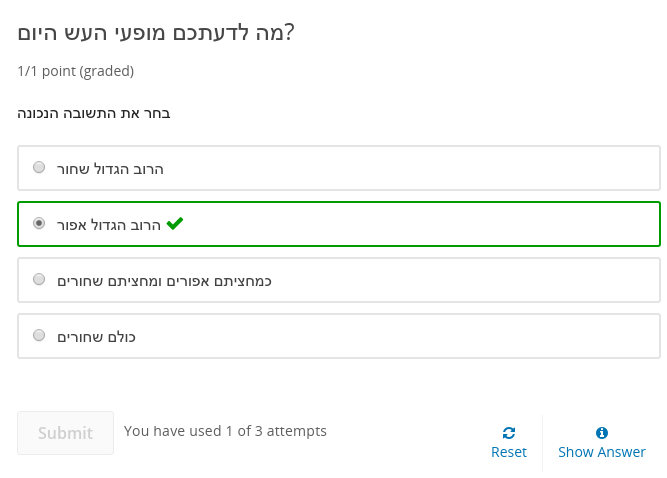 מה לדעתכם מופעי העש היום?
1/1 point (graded)
בחר את התשובה הנכונה
הרוב הגדול שחור
הרוב הגדול אפור
כמחציתם אפורים ומחציתם שחורים
כולם שחורים
Submit
You have used 1 of 3 attempts
Reset
Show Answer